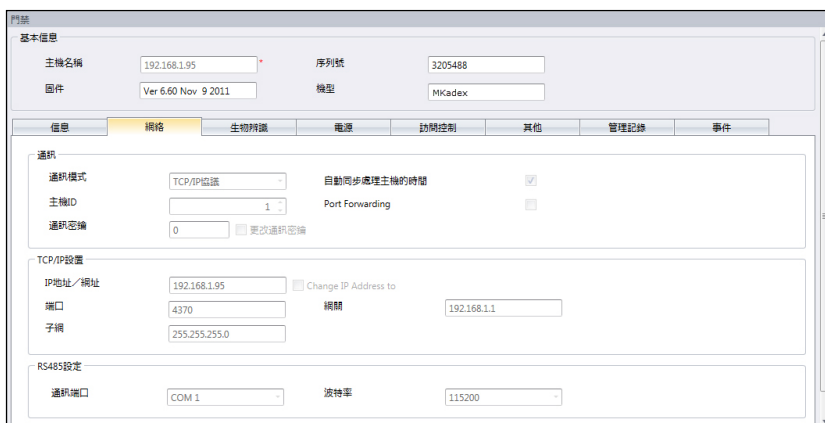 門禁
基本信息
主機名稱 192.168.1.95 * 序列號 3205488
固件 Ver 6.60 Nov 9 2011 機型 MKadex
信息 網絡 生物辨識 電源 訪問控制 其他 管理記錄 事件
通訊
通訊模式 TCP/IP協議 自動同步處理主機的時間
主機ID 1 Port Forwarding
通訊密鑰 0 更改通訊密鑰
TCP/IP設置
IP地址／網址 192.168.1.95 Change IP Address to
端口 4370 網關 192.168.1.1
子網 255.255.255.0
RS485設定
通訊端口 COM 1 波特率 115200